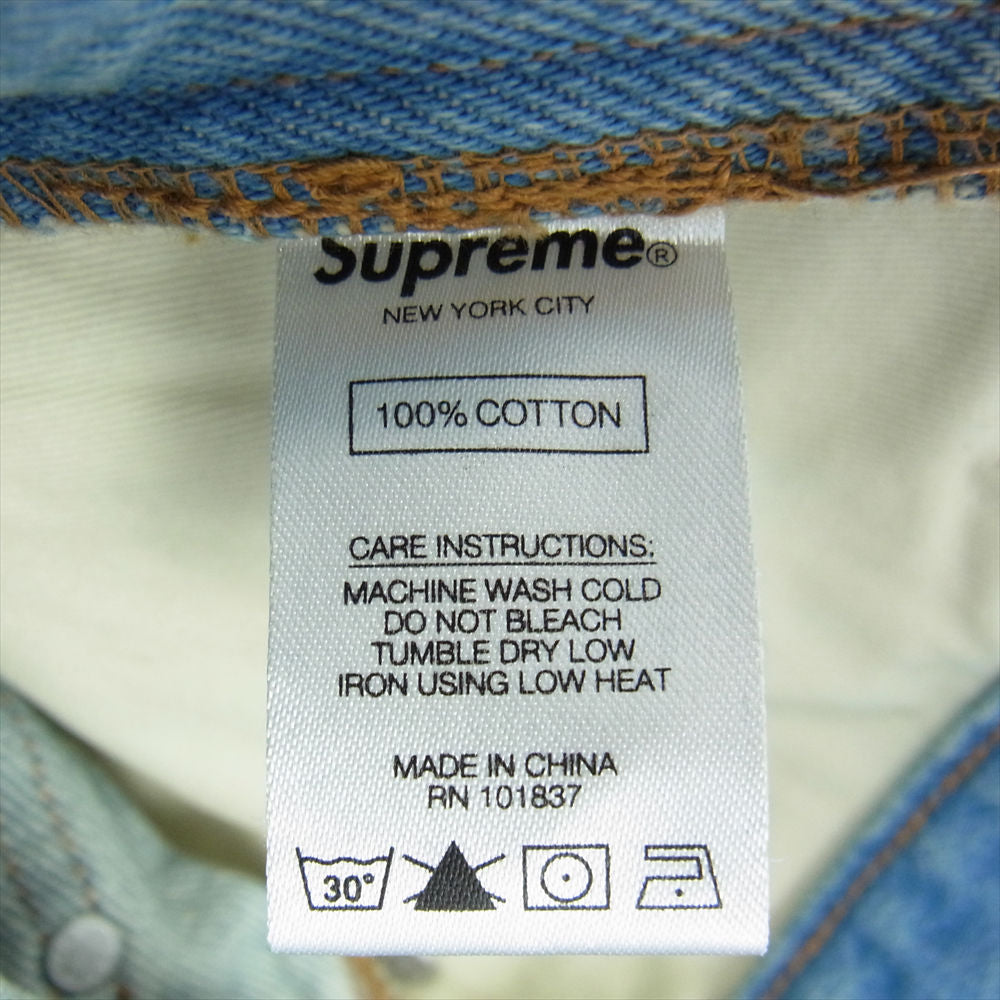 Supreme®
NEW YORK CITY
100% COTTON
CARE INSTRUCTIONS:
MACHINE WASH COLD
DO NOT BLEACH
TUMBLE DRY LOW
IRON USING LOW HEAT
MADE IN CHINA
RN 101837
30°